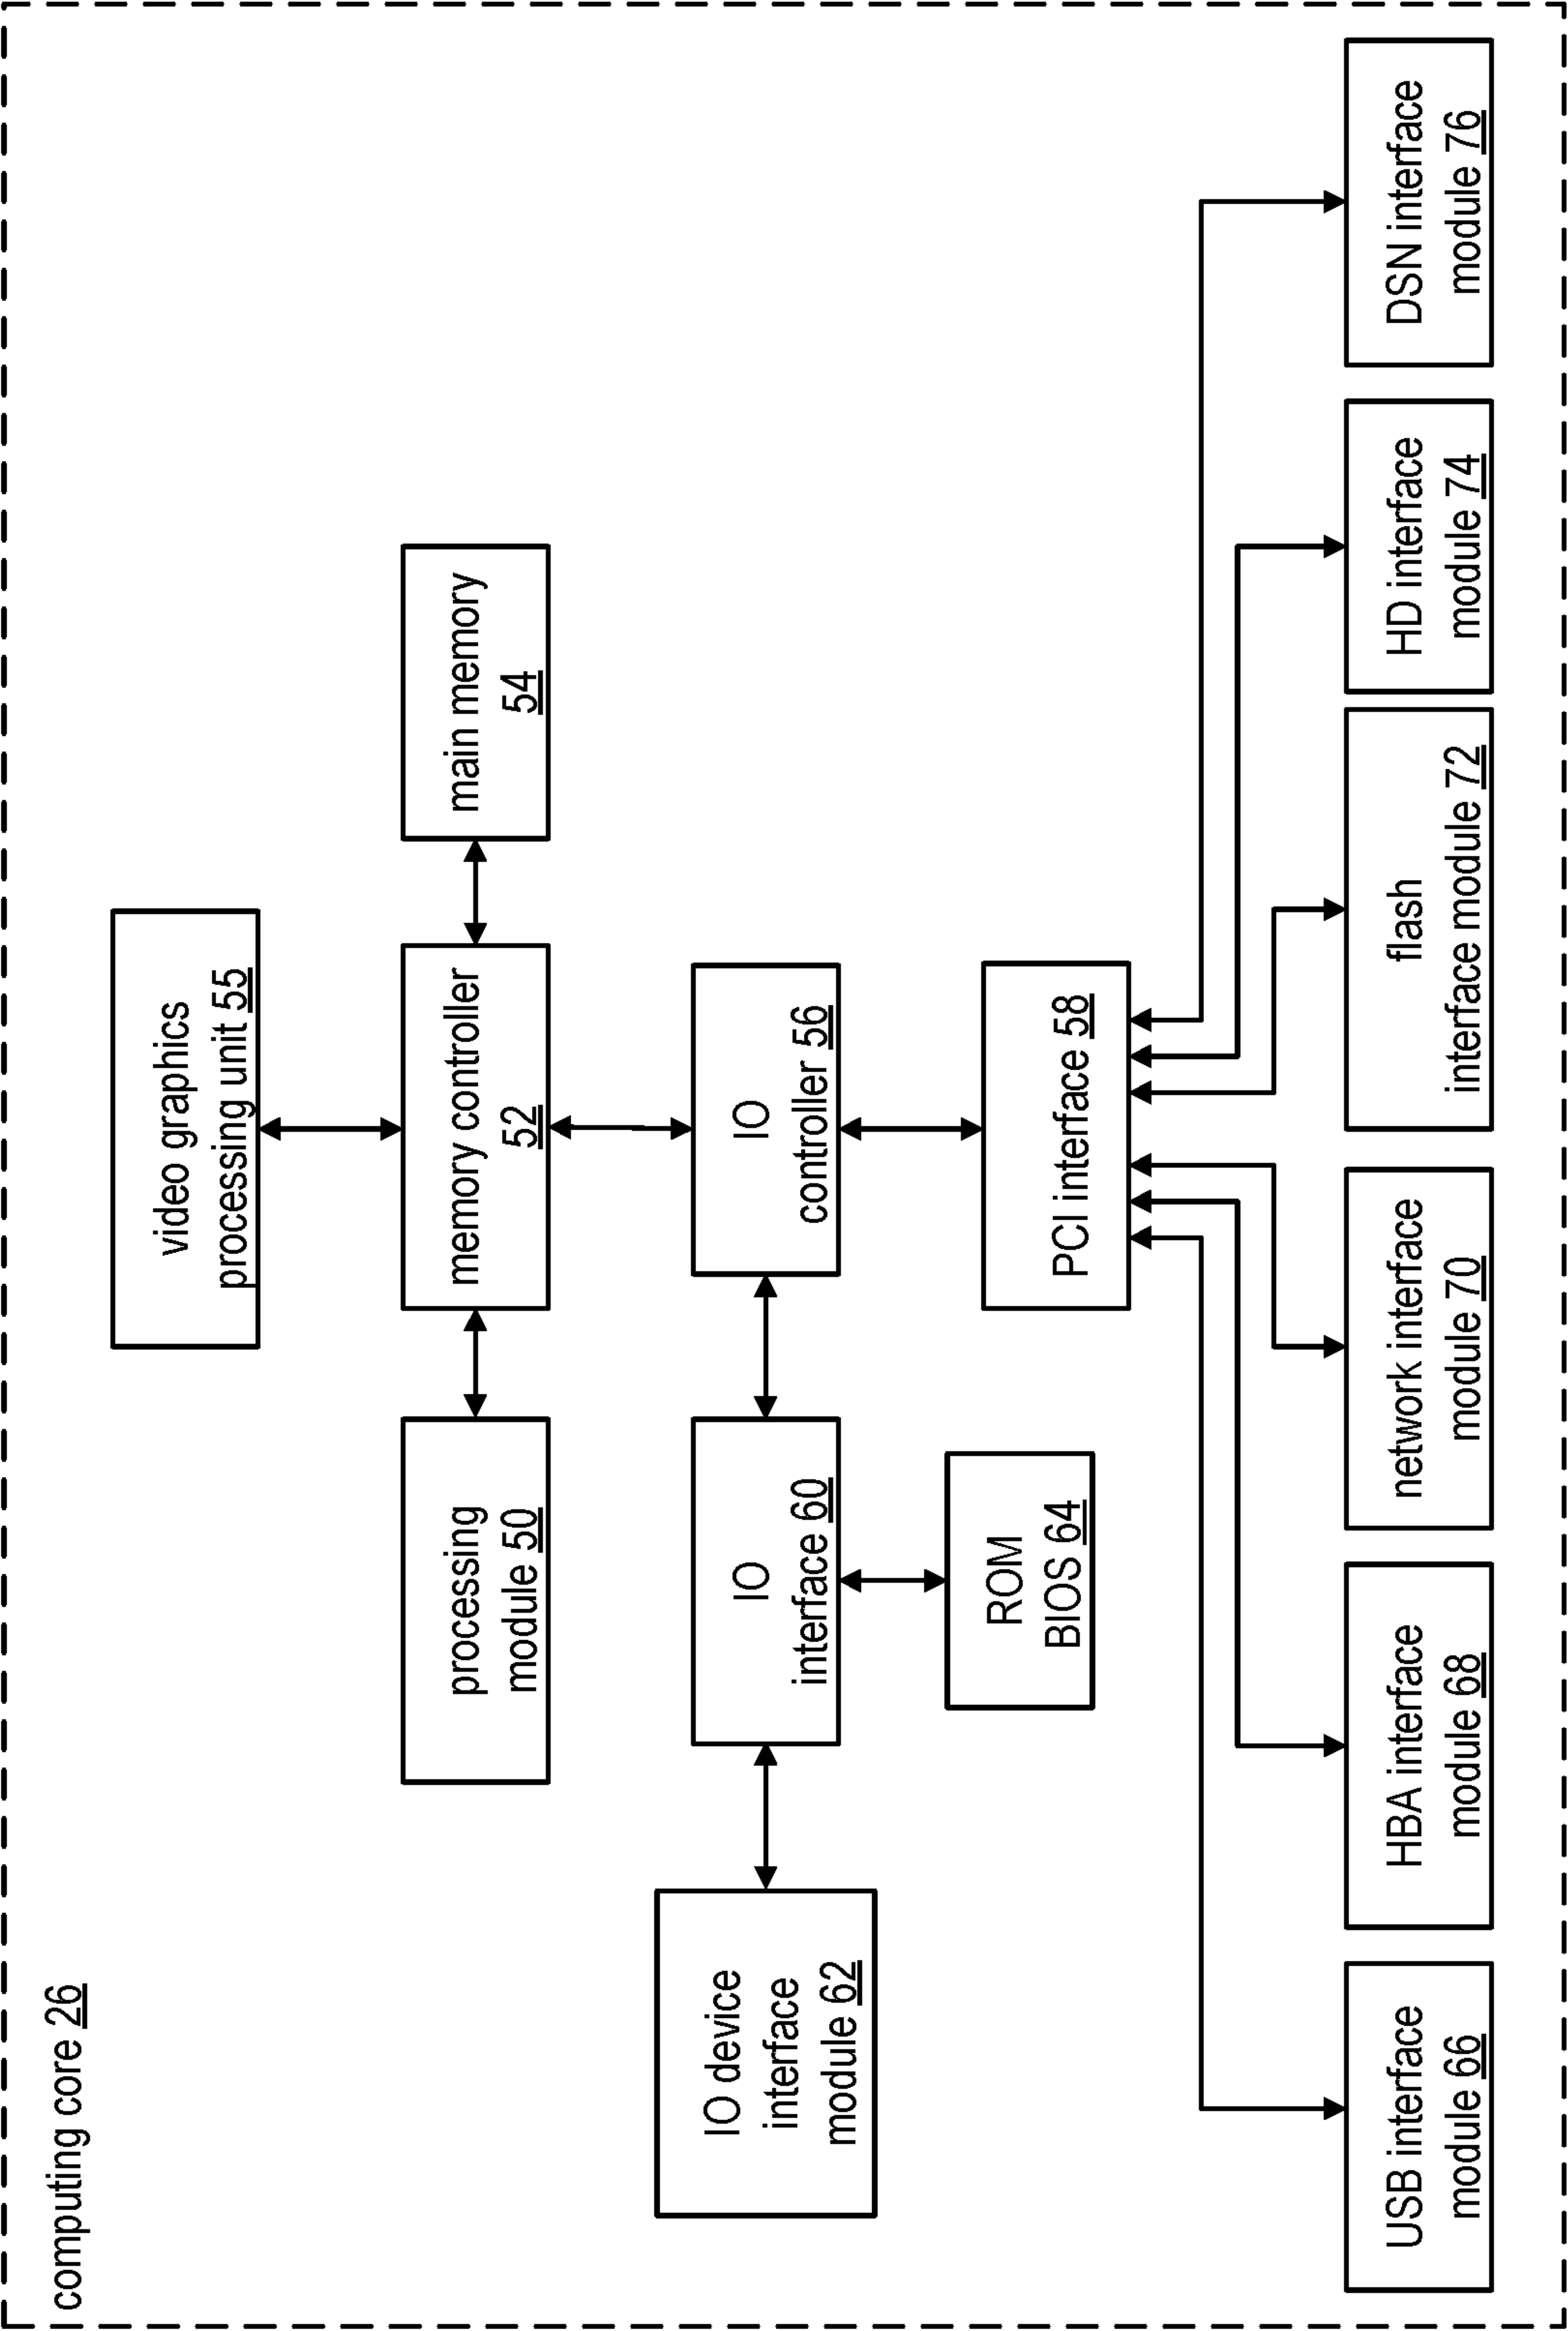 computing core 26
video graphics
processing unit 55
processing
module 50
memory controller
52
main memory
54
IO device
interface
module 62
IO
interface 60
IO
controller 56
ROM
BIOS 64
PCI interface 58
USB interface
module 66
HBA interface
module 68
network interface
module 70
flash
interface module 72
HD interface
module 74
DSN interface
module 76